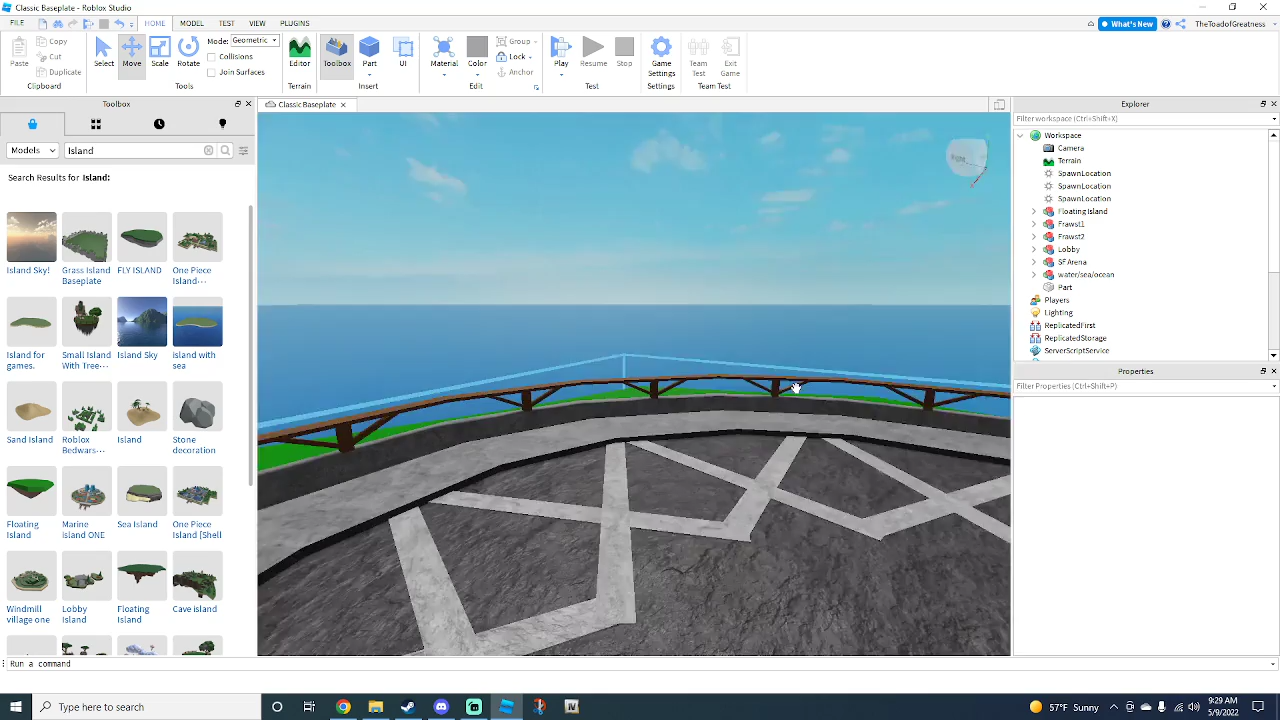 Classic Baseplate - Roblox Studio
FILE HOME MODEL TEST VIEW PLUGINS
What's New TheToadofGreatness
Paste Copy Cut Duplicate
Select Move Scale Rotate
Mode: Geometric
Collisions
Join Surfaces
Editor Toolbox Part UI
Material Color
Group
Lock
Anchor
Play Resume Stop
Game Settings
Team Test
Exit Game
Clipboard Tools Terrain Insert Edit Test Settings Team Test
Toolbox
Classic Baseplate
Explorer
Models Island
Filter workspace (Ctrl+Shift+X)
Search Results for Island:
Island Sky!
Grass Island Baseplate
FLY ISLAND
One Piece Island...
Island for games.
Small Island With Tree...
Island Sky
island with sea
Sand Island
Roblox Bedwars...
Island
Stone decoration
Floating Island
Marine island ONE
Sea Island
One Piece Island [Shell
Windmill village one
Lobby Island
Floating Island
Cave island
Workspace
Camera
Terrain
SpawnLocation
SpawnLocation
SpawnLocation
Floating Island
Frawst1
Frawst2
Lobby
SF Arena
water/sea/ocean
Part
Players
Lighting
ReplicatedFirst
ReplicatedStorage
ServerScriptService
Properties
Filter Properties (Ctrl+Shift+P)
Run a command
Type here to search
IV
57°F Sunny
9:29 AM
5/9/2022